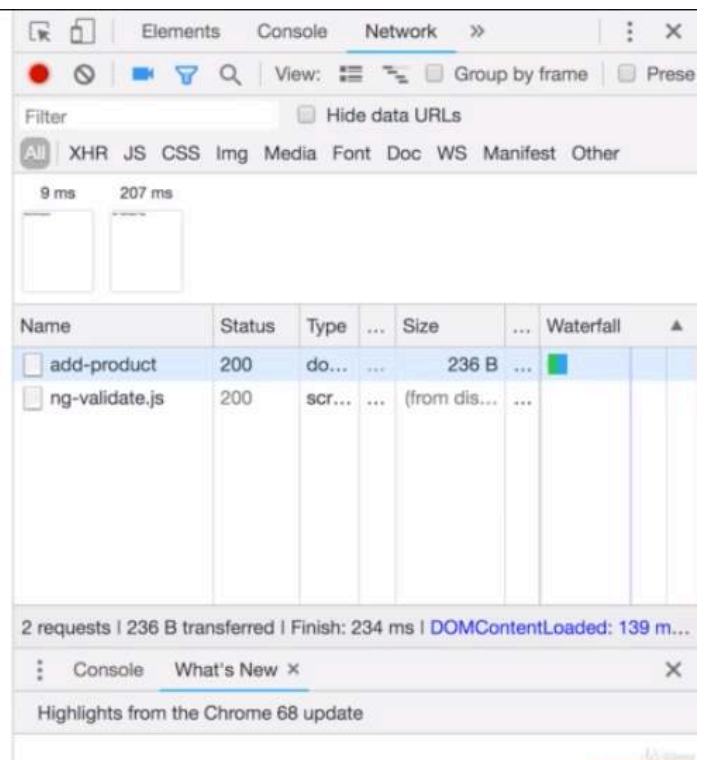 Elements Console Network »
View: Group by frame Prese
Filter Hide data URLs
All XHR JS CSS Img Media Font Doc WS Manifest Other
9 ms 207 ms
Name Status Type ... Size ... Waterfall ▲
add-product 200 do... ... 236 B ...
ng-validate.js 200 scr... ... (from dis... ...
2 requests | 236 B transferred | Finish: 234 ms | DOMContentLoaded: 139 m...
Console What's New ×
Highlights from the Chrome 68 update